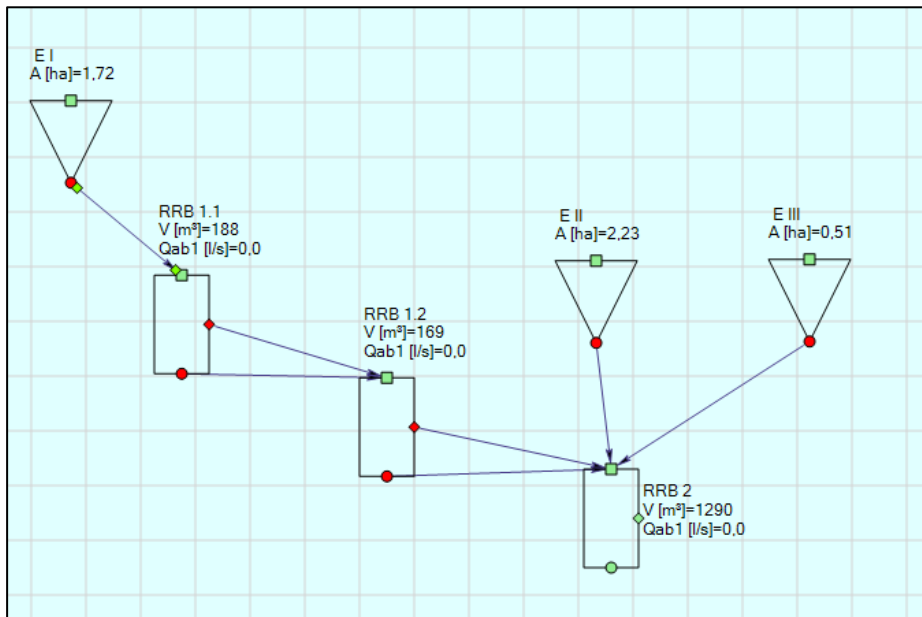 E I
A [ha]=1,72
RRB 1.1
V [m³]=188
Qab1 [l/s]=0,0
E II
A [ha]=2,23
E III
A [ha]=0,51
RRB 1.2
V [m³]=169
Qab1 [l/s]=0,0
RRB 2
V [m³]=1290
Qab1 [l/s]=0,0